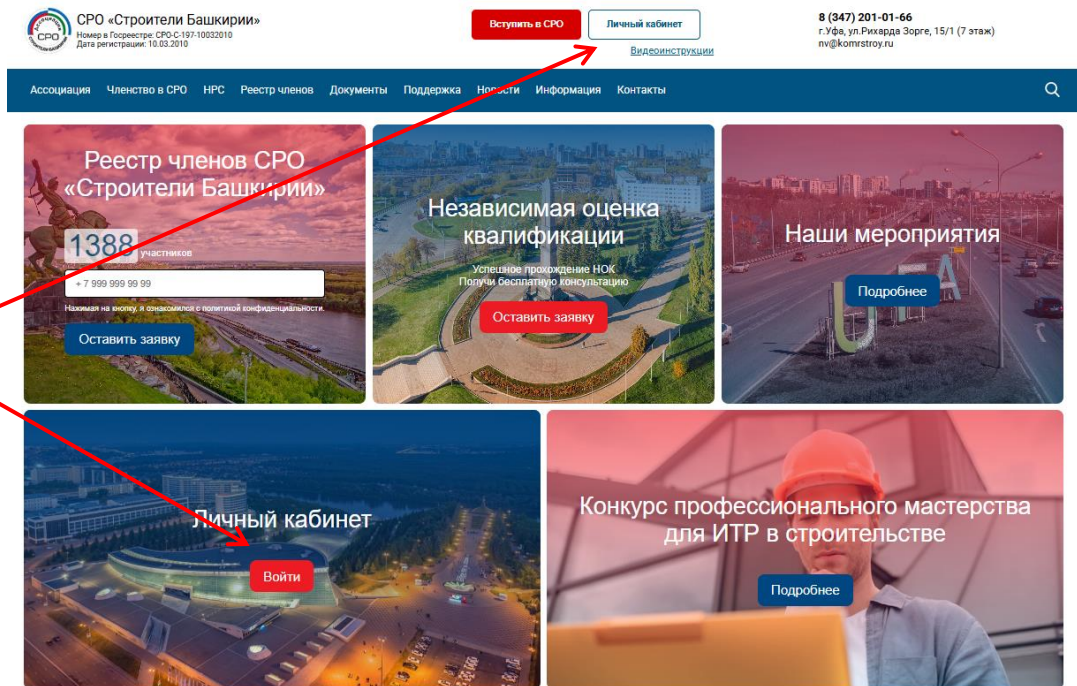 СРО
СРО «Строители Башкирии»
Номер в Госреестре: СРО-С-197-10032010
Дата регистрации: 10.03.2010
Вступить в СРО
Личный кабинет
Видеоинструкции
8 (347) 201-01-66
г.Уфа, ул.Рихарда Зорге, 15/1 (7 этаж)
nv@komrstroy.ru
Ассоциация Членство в СРО НРС Реестр членов Документы Поддержка Новости Информация Контакты
Реестр членов СРО
«Строители Башкирии»
1388 участников
+ 7 999 999 99 99
Нажимая на кнопку, я ознакомился с политикой конфиденциальности.
Оставить заявку
Независимая оценка
квалификации
Успешное прохождение НОК
Получи бесплатную консультацию
Оставить заявку
Наши мероприятия
Подробнее
Личный кабинет
Войти
Конкурс профессионального мастерства
для ИТР в строительстве
Подробнее